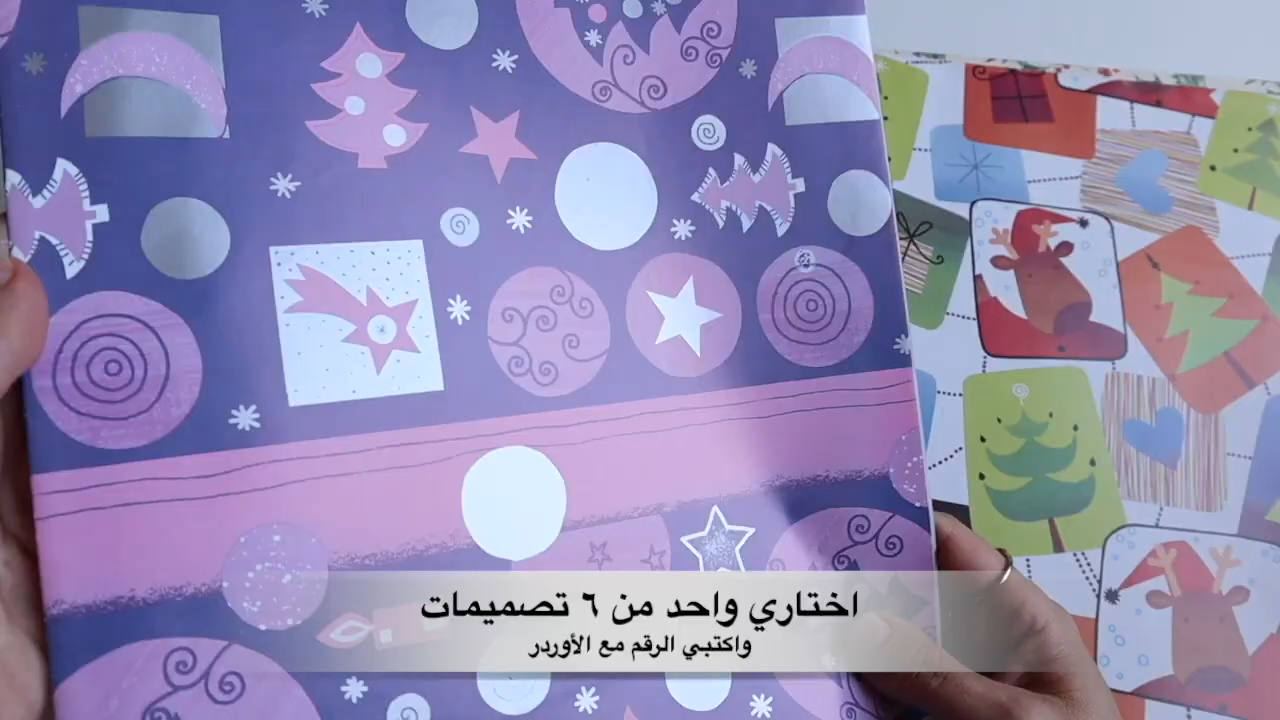 اختاري واحد من ٦ تصميمات
واكتبي الرقم مع الأوردر